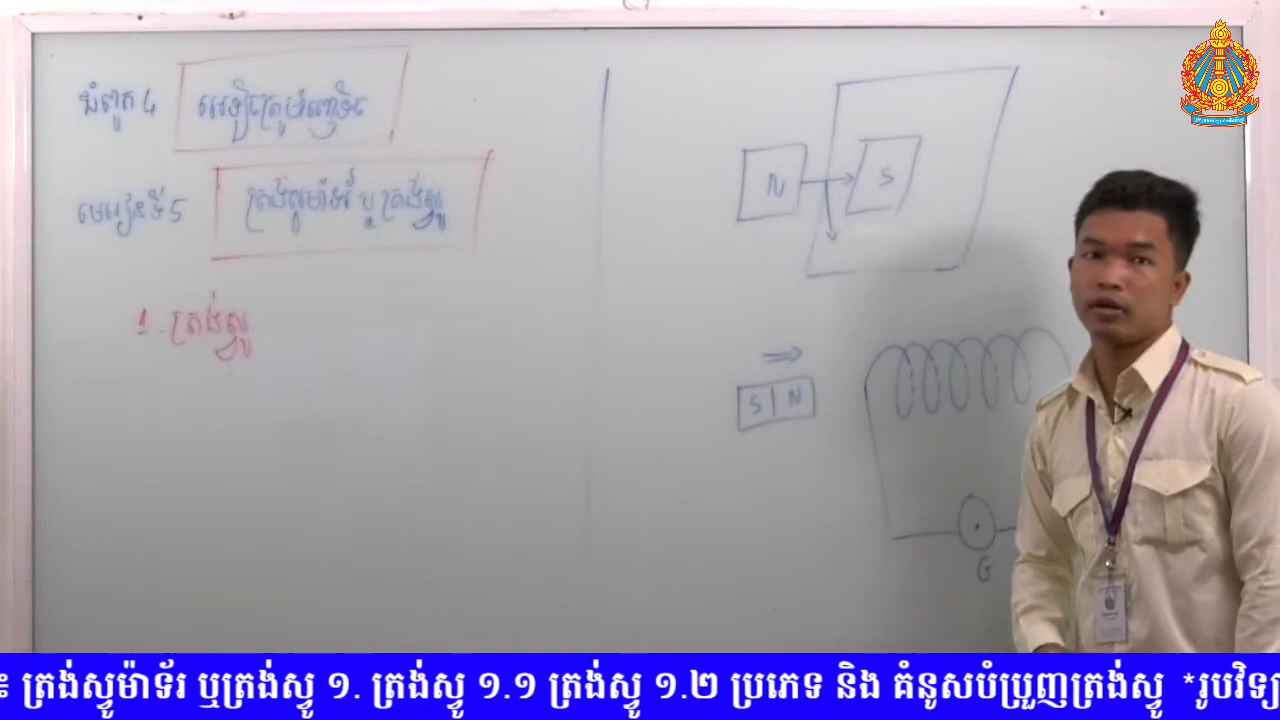 ជំពូក 4 អេឡិចត្រូម៉ាញេទិច
មេរៀនទី 5 ត្រង់ស្វូម៉ាទ័រ ឬ ត្រង់ស្វូ
1. ត្រង់ស្វូ
N S
S N
G
៖ ត្រង់ស្វូម៉ាទ័រ ឬត្រង់ស្វូ ១. ត្រង់ស្វូ ១.១ ត្រង់ស្វូ ១.២ ប្រភេទ និង គំនូសបំប្រួញត្រង់ស្វូ *រូបវិទ្យា